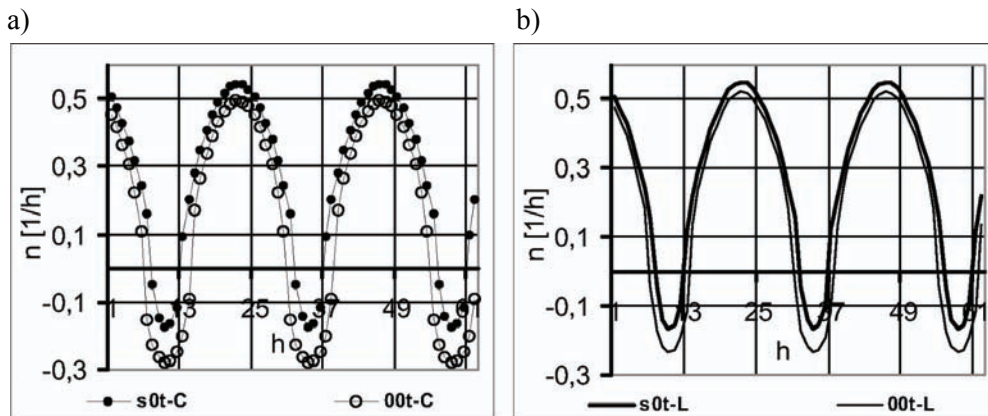 a)
b)
n [1/h]
0,5
0,3
0,1
-0,1
-0,3
1
13
25
37
49
61
h
s0t-C
00t-C
n [1/h]
0,5
0,3
0,1
-0,1
-0,3
1
13
25
37
49
61
h
s0t-L
00t-L